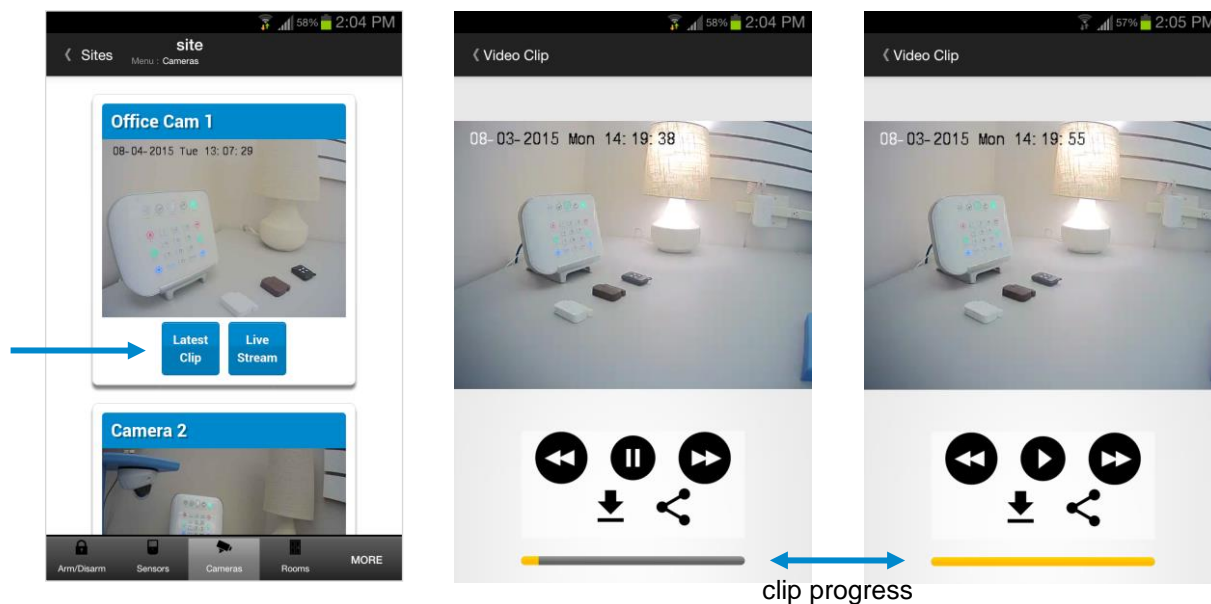 58% 2:04 PM
Sites
site
Menu : Cameras
Office Cam 1
08-04-2015 Tue 13:07:29
Latest
Clip
Live
Stream
Camera 2
Arm/Disarm
Sensors
Cameras
Rooms
MORE
58% 2:04 PM
Video Clip
08-03-2015 Mon 14:19:38
57% 2:05 PM
Video Clip
08-03-2015 Mon 14:19:55
clip progress